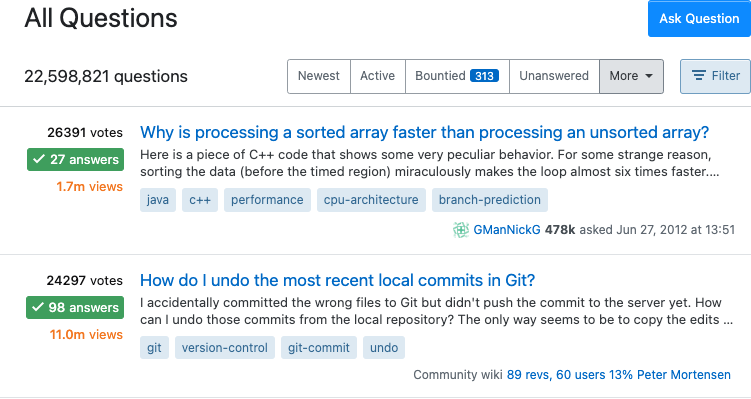 All Questions
Ask Question
22,598,821 questions
Newest Active Bountied 313 Unanswered More Filter
26391 votes
27 answers
1.7m views
Why is processing a sorted array faster than processing an unsorted array?
Here is a piece of C++ code that shows some very peculiar behavior. For some strange reason,
sorting the data (before the timed region) miraculously makes the loop almost six times faster....
java c++ performance cpu-architecture branch-prediction
GManNickG 478k asked Jun 27, 2012 at 13:51
24297 votes
98 answers
11.0m views
How do I undo the most recent local commits in Git?
I accidentally committed the wrong files to Git but didn't push the commit to the server yet. How
can I undo those commits from the local repository? The only way seems to be to copy the edits ...
git version-control git-commit undo
Community wiki 89 revs, 60 users 13% Peter Mortensen